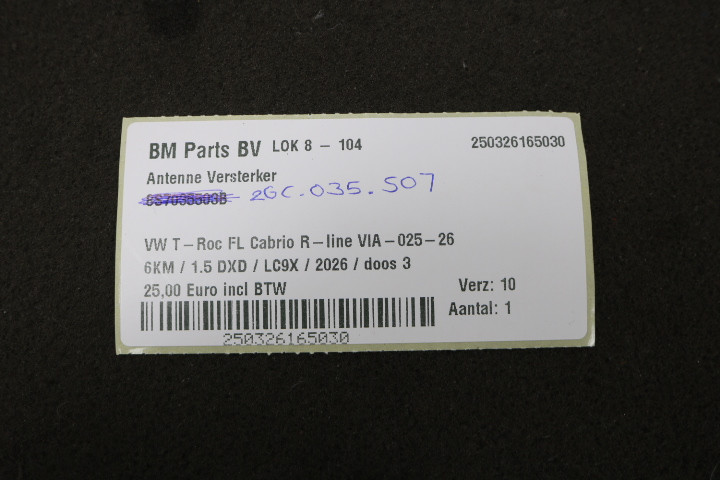 BM Parts BV LOK 8 - 104 250326165030
Antenne Versterker
2GC.035.507
VW T-Roc FL Cabrio R-line VIA-025-26
6KM / 1.5 DXD / LC9X / 2026 / doos 3
25,00 Euro incl BTW Verz: 10
Aantal: 1
250326165030